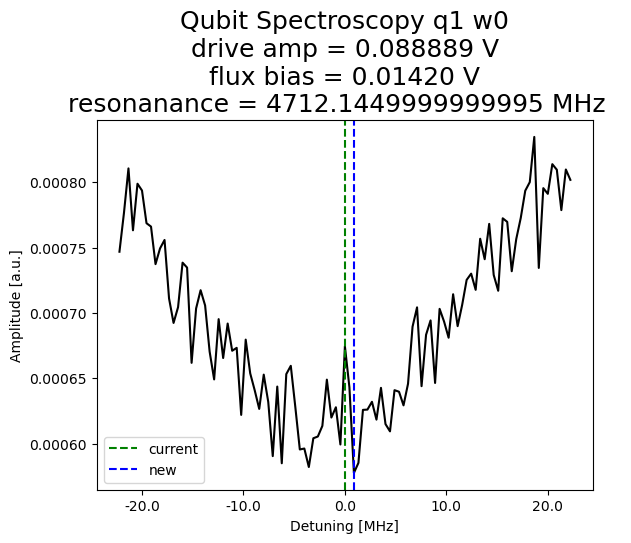 Qubit Spectroscopy q1 w0
drive amp = 0.088889 V
flux bias = 0.01420 V
resonanance = 4712.1449999999995 MHz
0.00080
0.00075
0.00070
0.00065
0.00060
Amplitude [a.u.]
current
new
-20.0 -10.0 0.0 10.0 20.0
Detuning [MHz]